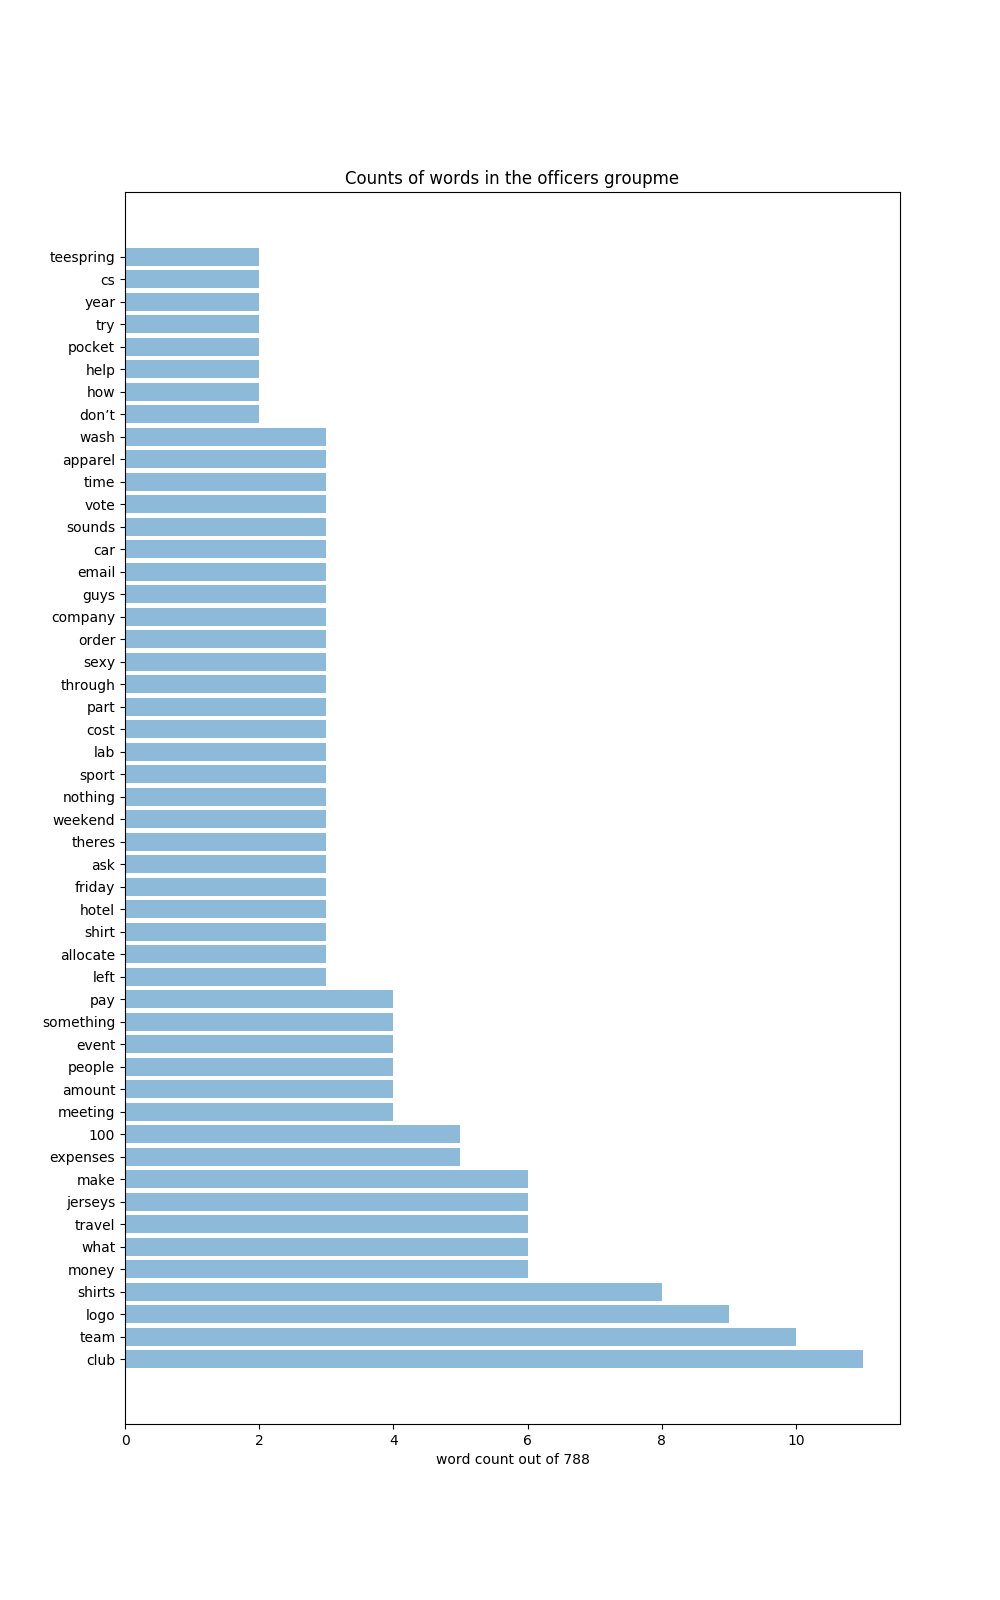 Counts of words in the officers groupme
teespring
cs
year
try
pocket
help
how
don’t
wash
apparel
time
vote
sounds
car
email
guys
company
order
sexy
through
part
cost
lab
sport
nothing
weekend
theres
ask
friday
hotel
shirt
allocate
left
pay
something
event
people
amount
meeting
100
expenses
make
jerseys
travel
what
money
shirts
logo
team
club
0 2 4 6 8 10
word count out of 788